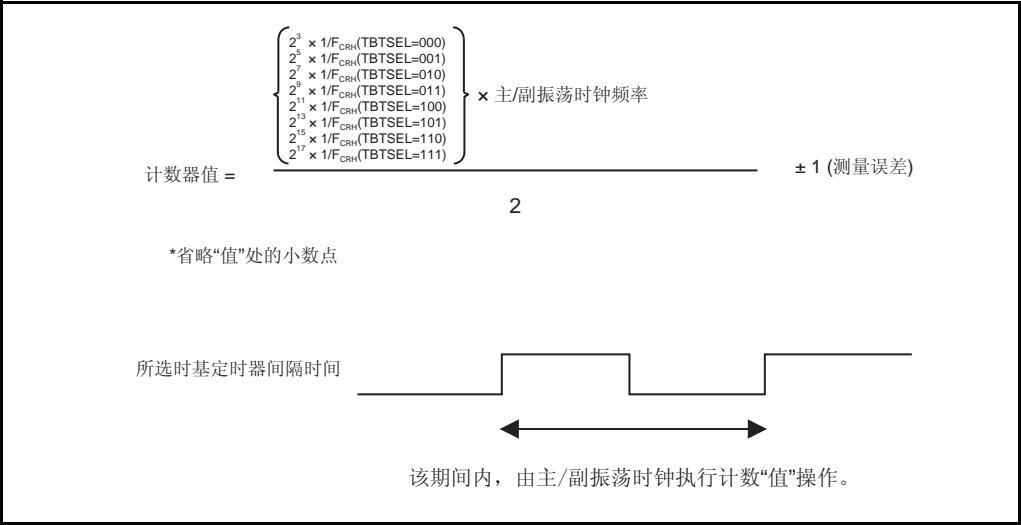 2³ × 1/F_CRH(TBTSEL=000)
2⁵ × 1/F_CRH(TBTSEL=001)
2⁷ × 1/F_CRH(TBTSEL=010)
2⁹ × 1/F_CRH(TBTSEL=011)
2¹¹ × 1/F_CRH(TBTSEL=100)
2¹³ × 1/F_CRH(TBTSEL=101)
2¹⁵ × 1/F_CRH(TBTSEL=110)
2¹⁷ × 1/F_CRH(TBTSEL=111)
× 主/副振荡时钟频率
计数器值 =
± 1 (测量误差)
2
*省略“值”处的小数点
所选时基定时器间隔时间
该期间内，由主/副振荡时钟执行计数“值”操作。